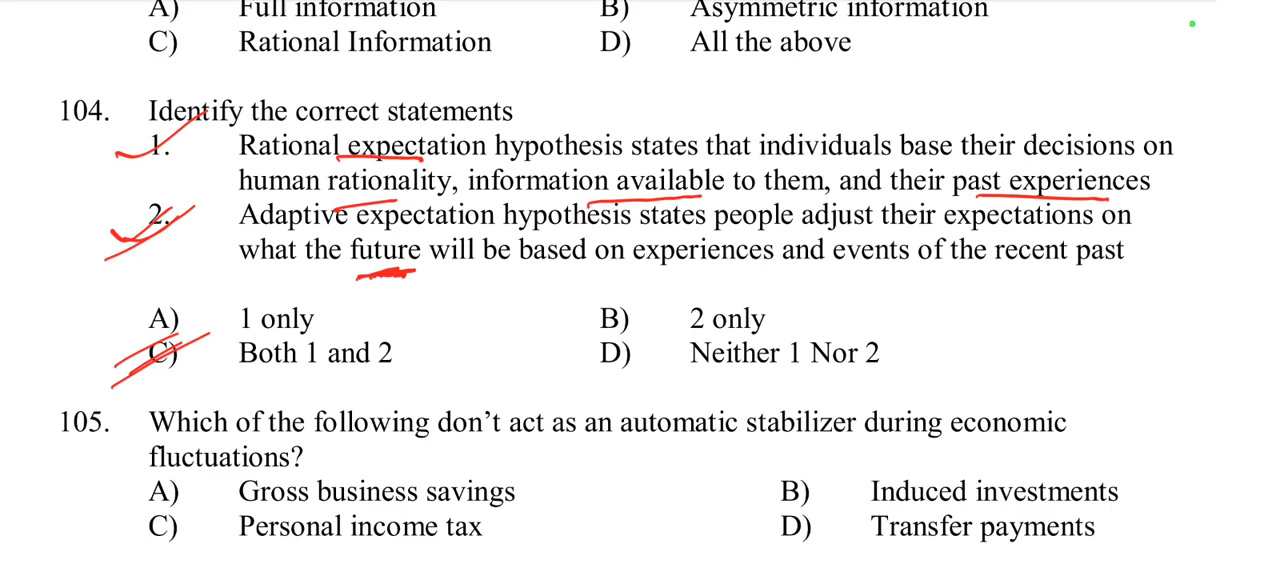 A) Full information B) Asymmetric information
C) Rational Information D) All the above
104. Identify the correct statements
1. Rational expectation hypothesis states that individuals base their decisions on
human rationality, information available to them, and their past experiences
2. Adaptive expectation hypothesis states people adjust their expectations on
what the future will be based on experiences and events of the recent past
A) 1 only B) 2 only
C) Both 1 and 2 D) Neither 1 Nor 2
105. Which of the following don’t act as an automatic stabilizer during economic
fluctuations?
A) Gross business savings B) Induced investments
C) Personal income tax D) Transfer payments